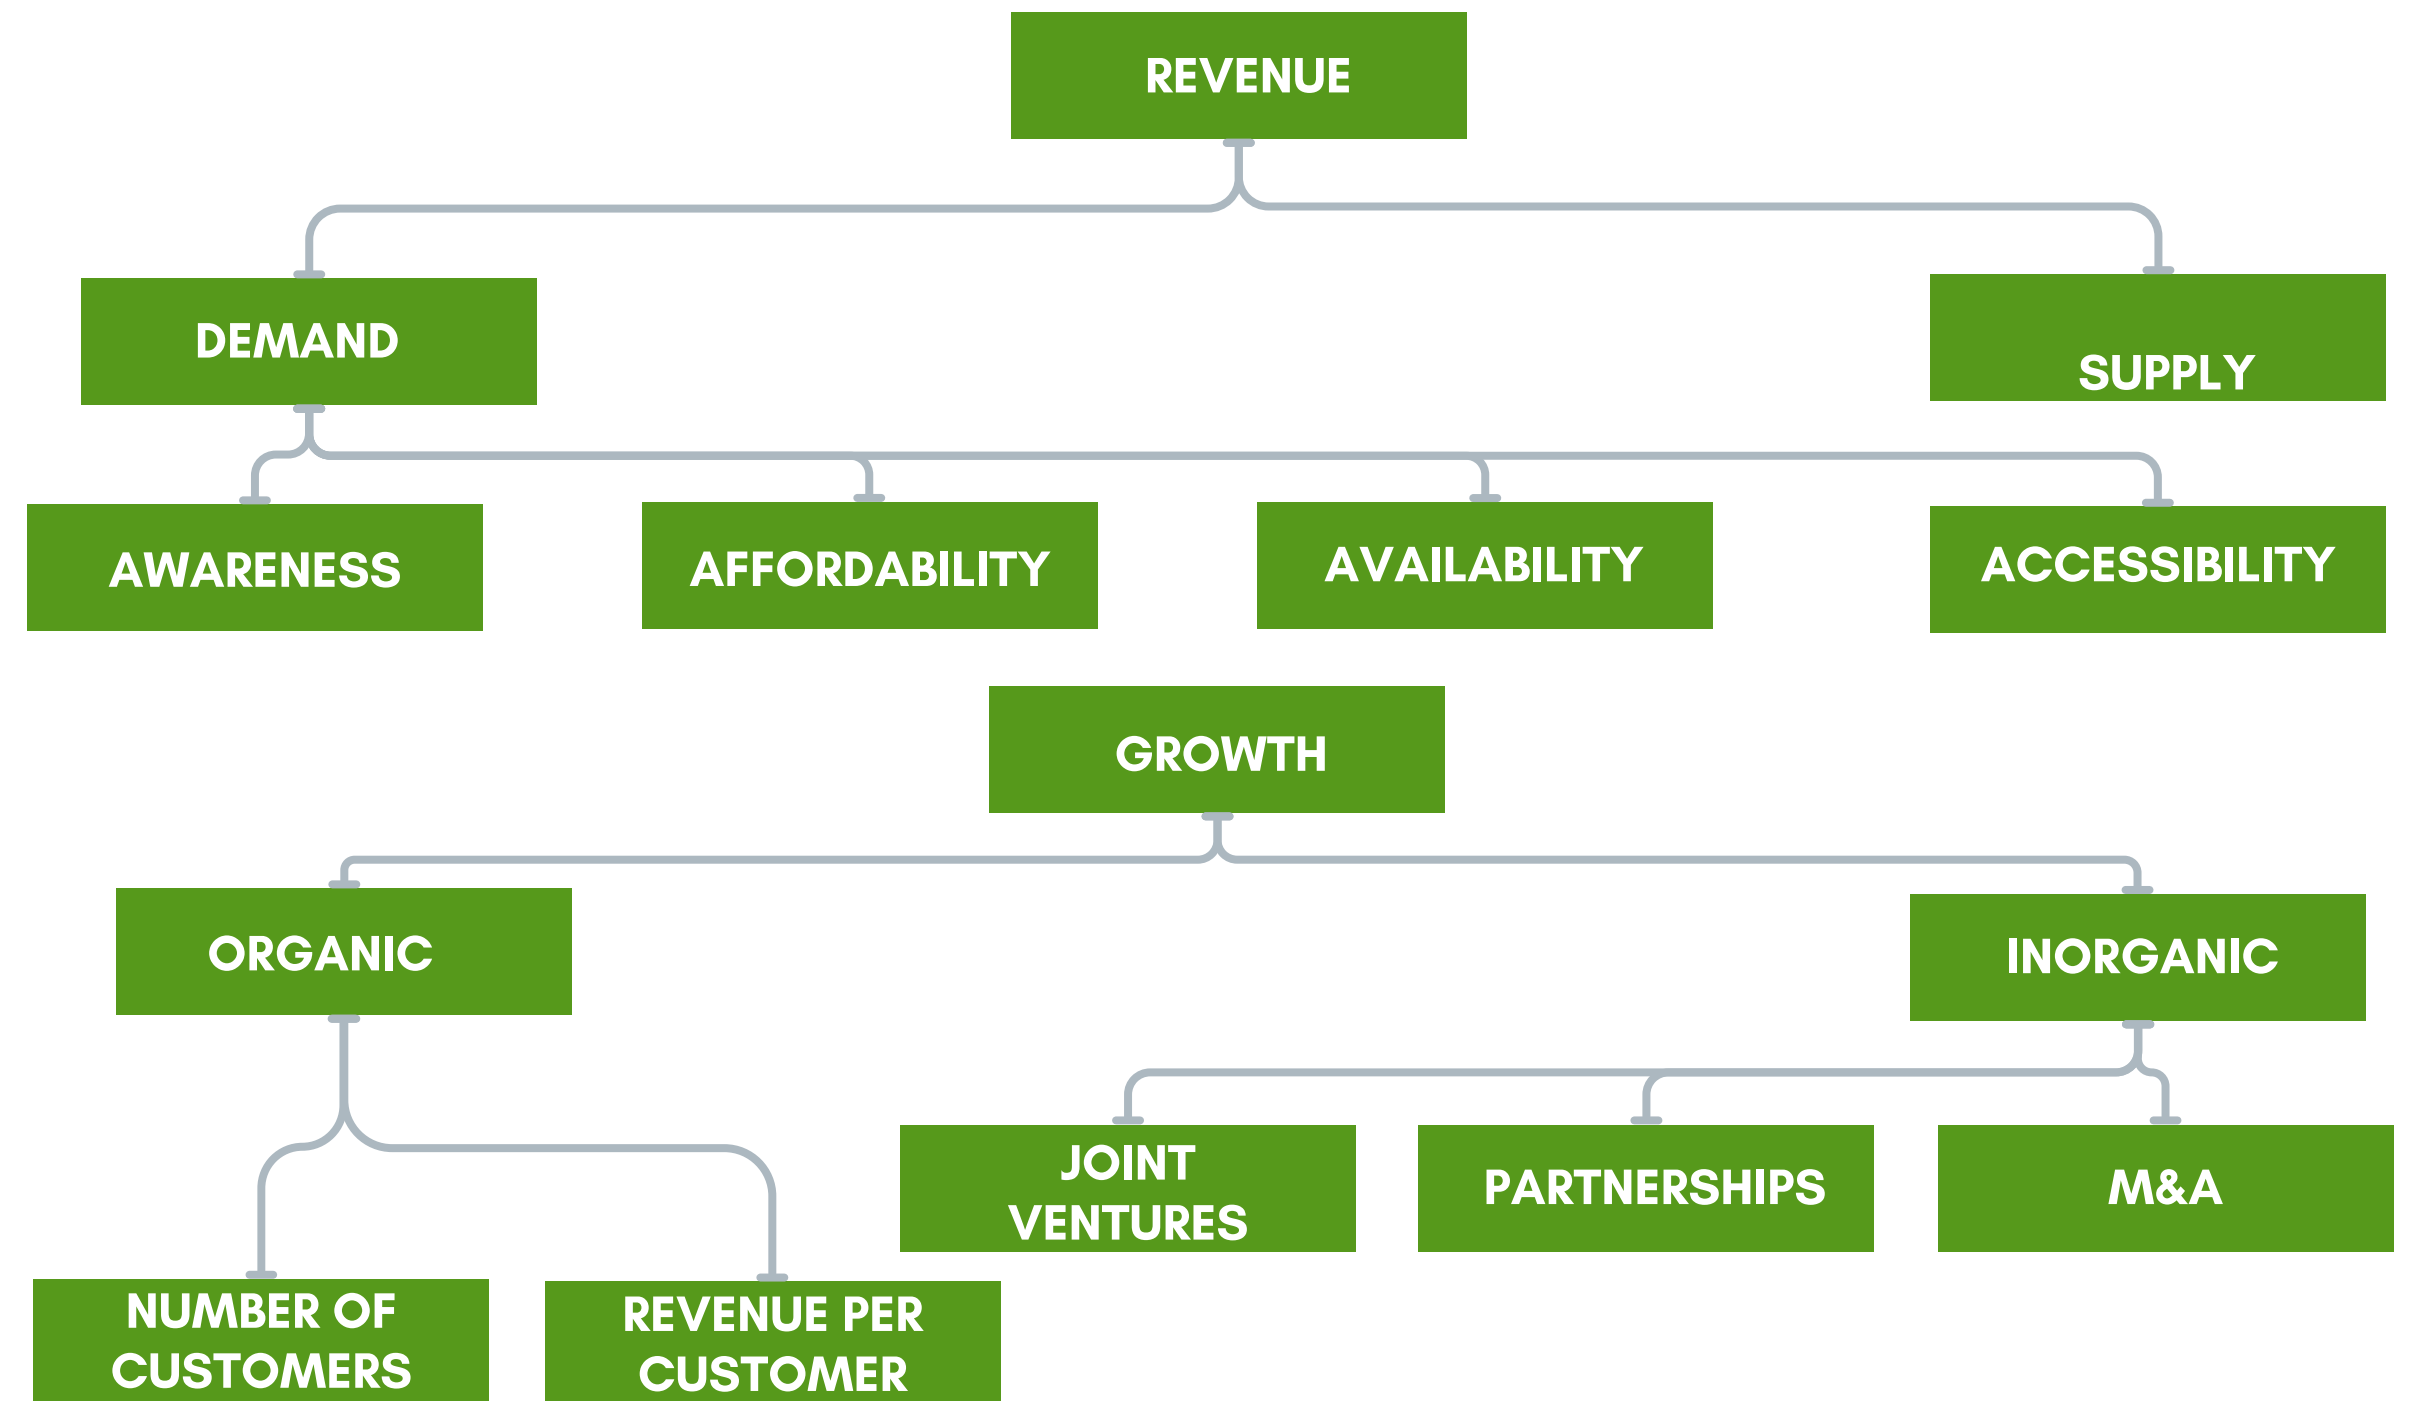 REVENUE
DEMAND
SUPPLY
AWARENESS
AFFORDABILITY
AVAILABILITY
ACCESSIBILITY
GROWTH
ORGANIC
INORGANIC
JOINT
VENTURES
PARTNERSHIPS
M&A
NUMBER OF
CUSTOMERS
REVENUE PER
CUSTOMER